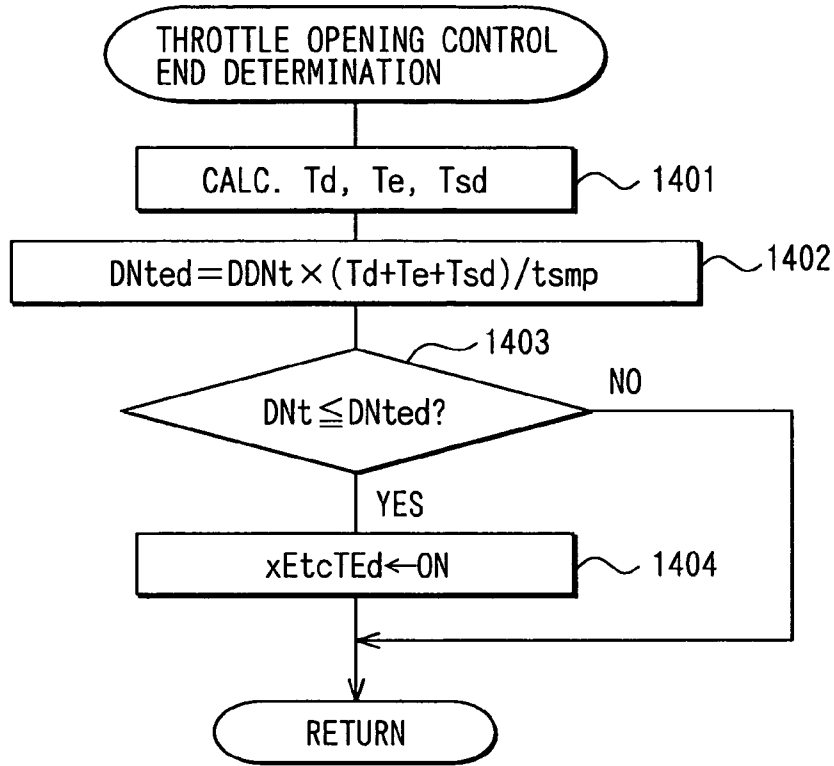 THROTTLE OPENING CONTROL
END DETERMINATION
CALC. Td, Te, Tsd
1401
DNted=DDNt×(Td+Te+Tsd)/tsmp
1402
1403
DNt≦DNted?
NO
YES
xEtcTEd←ON
1404
RETURN